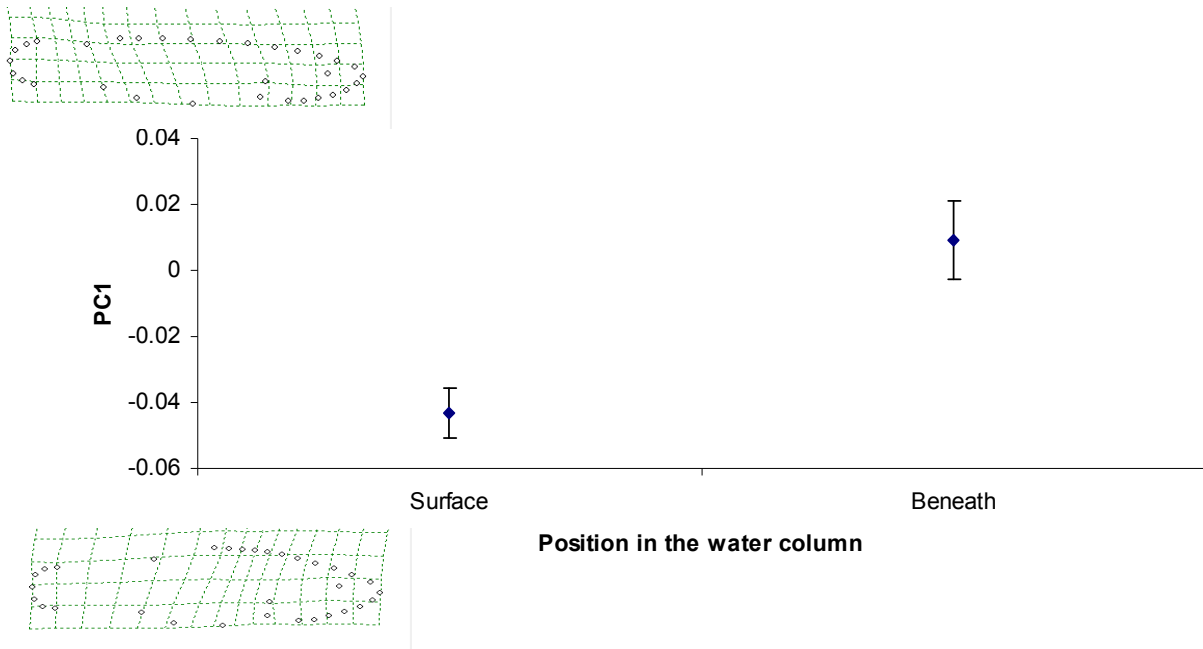 0.04
0.02
0
-0.02
-0.04
-0.06
PC1
Surface Beneath
Position in the water column